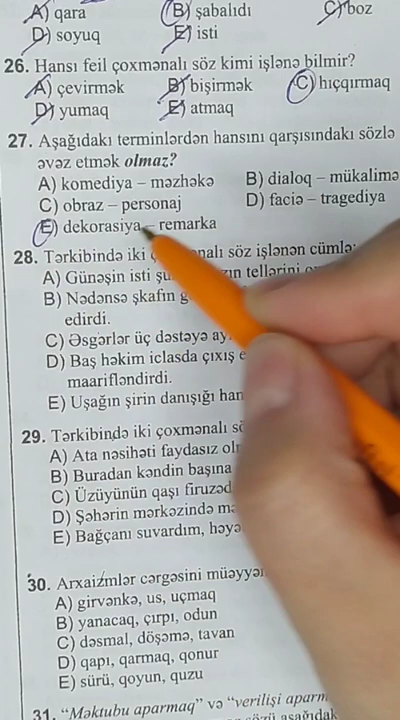 A) qara B) şabalıdı C) boz
D) soyuq E) isti
26. Hansı feil çoxmənalı söz kimi işlənə bilmir?
A) çevirmək B) bişirmək C) hıçqırmaq
D) yumaq E) atmaq
27. Aşağıdakı terminlərdən hansını qarşısındakı sözlə
əvəz etmək olmaz?
A) komediya – məzhəkə B) dialoq – mükalimə
C) obraz – personaj D) faciə – tragediya
E) dekorasiya – remarka
28. Tərkibində iki söz işlənən
A) Günəşin isti tellərini
B) Nədənsə şkafın
edirdi.
C) Əsgərlər üç dəstəyə
D) Baş həkim iclasda çıxış
maarifləndirdi.
E) Uşağın şirin danışığı
29. Tərkibində iki çoxmənalı
A) Ata nəsihəti faydasız
B) Buradan kəndin başına
C) Üzüyünün qaşı
D) Şəhərin mərkəzində
E) Bağçanı suvardım,
30. Arxaizmlər cərgəsini
A) girvənkə, us, uçmaq
B) yanacaq, çırpı, odun
C) dəsmal, döşəmə, tavan
D) qapı, qarmaq, qonur
E) sürü, qoyun, quzu
31. “Məktubu aparmaq” və “verilişi